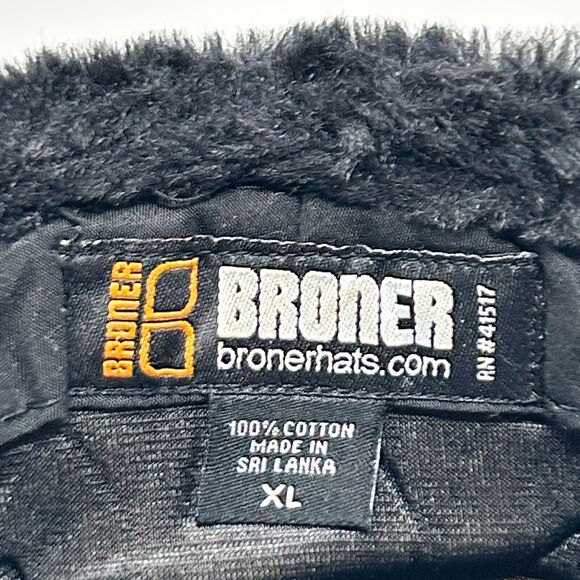 BRONER
BRONER
bronerhats.com
RN #41517
100% COTTON
MADE IN
SRI LANKA
XL